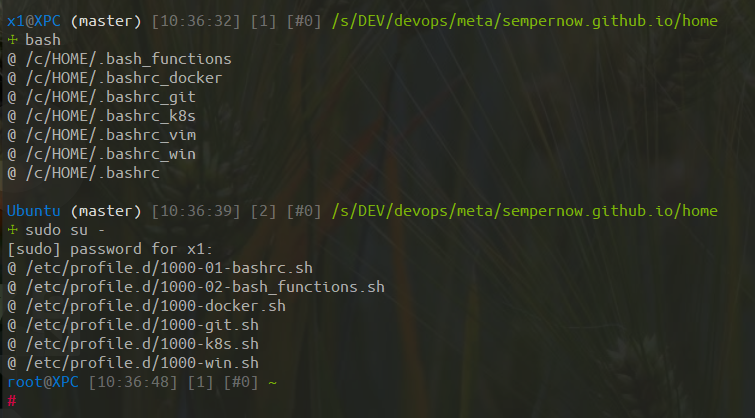 x1@XPC (master) [10:36:32] [1] [#0] /s/DEV/devops/meta/sempernow.github.io/home
☩ bash
@ /c/HOME/.bash_functions
@ /c/HOME/.bashrc_docker
@ /c/HOME/.bashrc_git
@ /c/HOME/.bashrc_k8s
@ /c/HOME/.bashrc_vim
@ /c/HOME/.bashrc_win
@ /c/HOME/.bashrc
Ubuntu (master) [10:36:39] [2] [#0] /s/DEV/devops/meta/sempernow.github.io/home
☩ sudo su -
[sudo] password for x1:
@ /etc/profile.d/1000-01-bashrc.sh
@ /etc/profile.d/1000-02-bash_functions.sh
@ /etc/profile.d/1000-docker.sh
@ /etc/profile.d/1000-git.sh
@ /etc/profile.d/1000-k8s.sh
@ /etc/profile.d/1000-win.sh
root@XPC [10:36:48] [1] [#0] ~
#